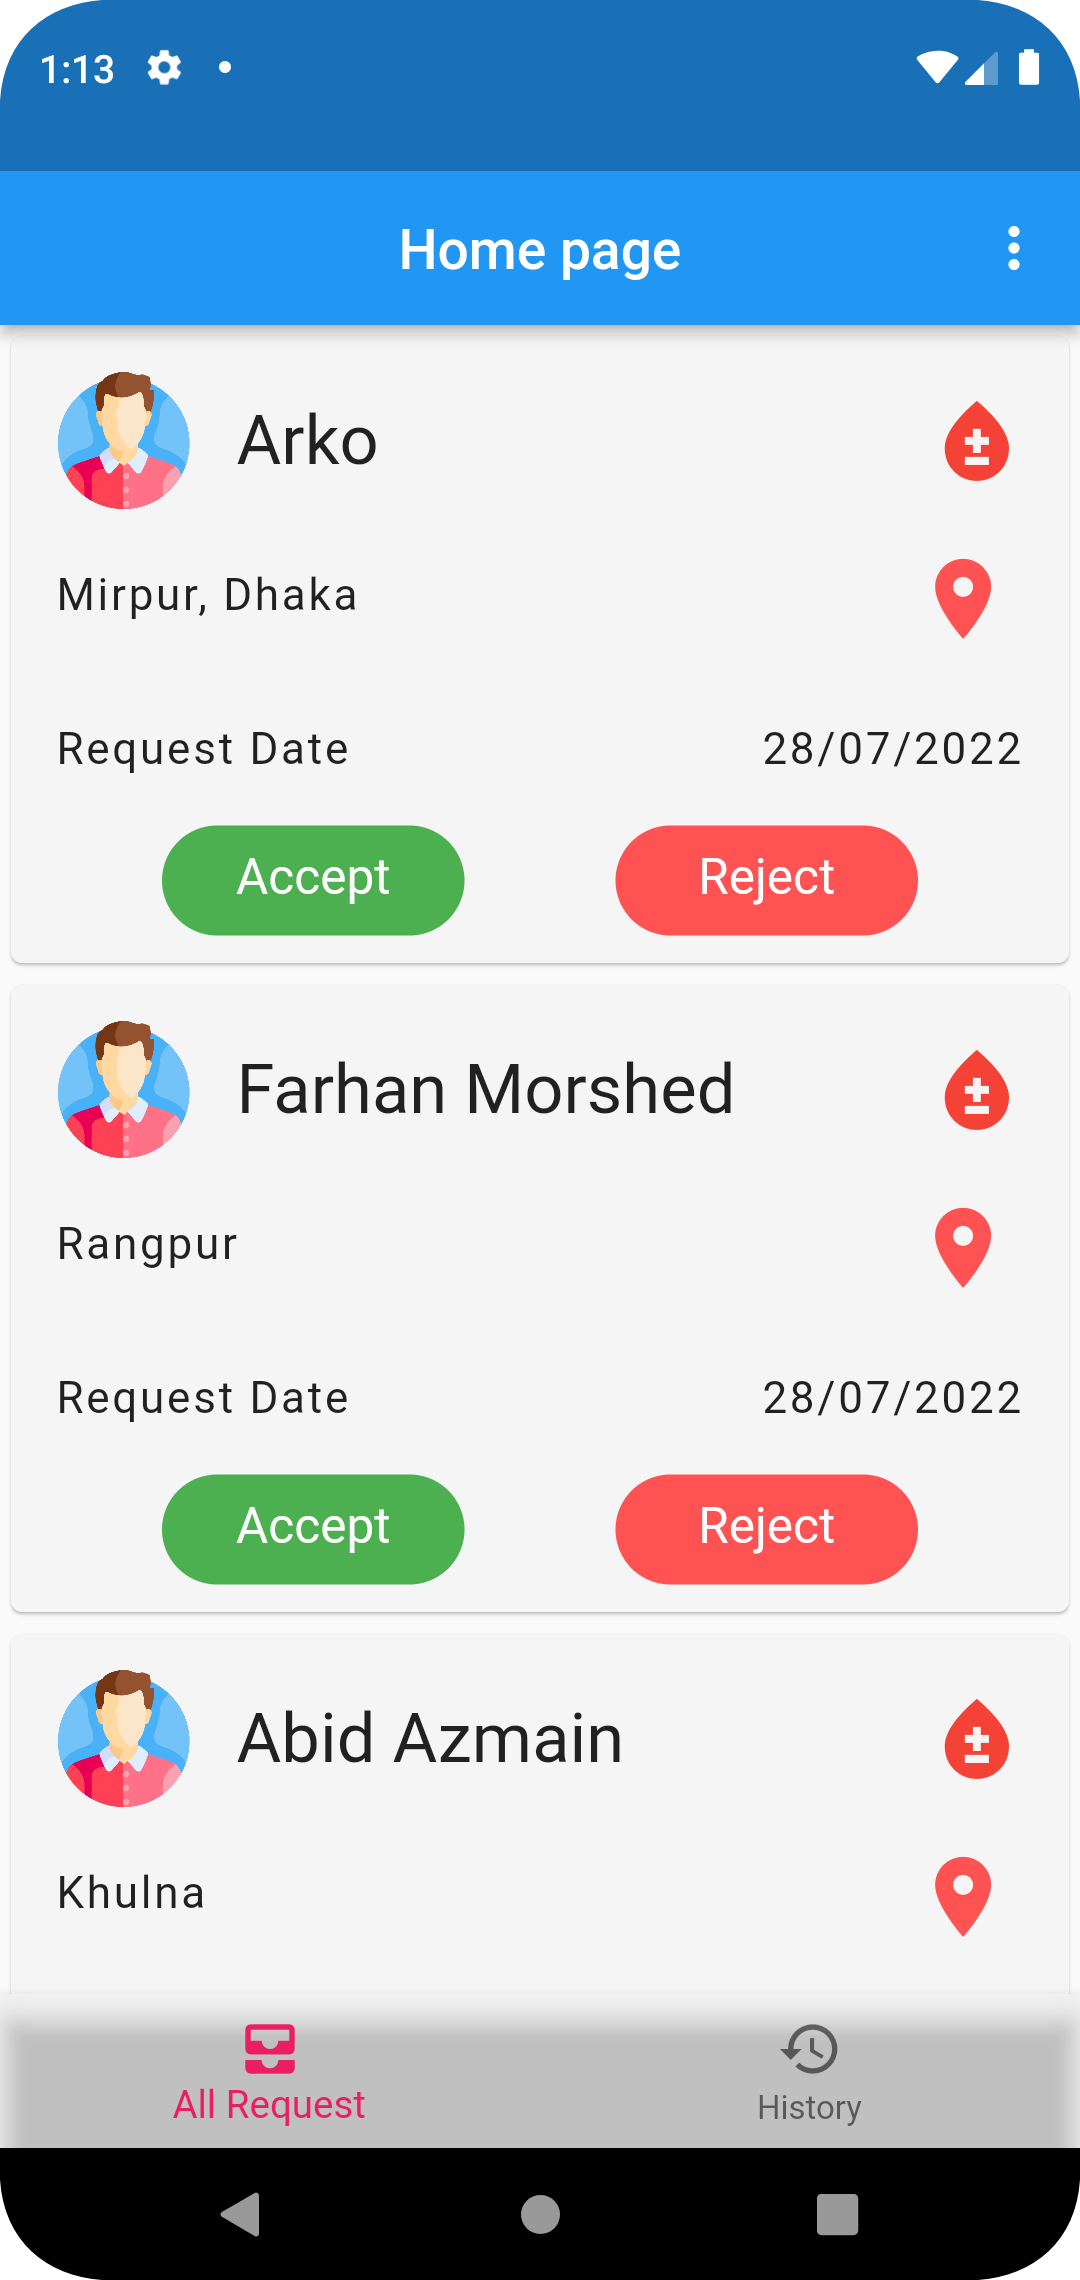 1:13
Home page
Arko
Mirpur, Dhaka
Request Date 28/07/2022
Accept Reject
Farhan Morshed
Rangpur
Request Date 28/07/2022
Accept Reject
Abid Azmain
Khulna
All Request History